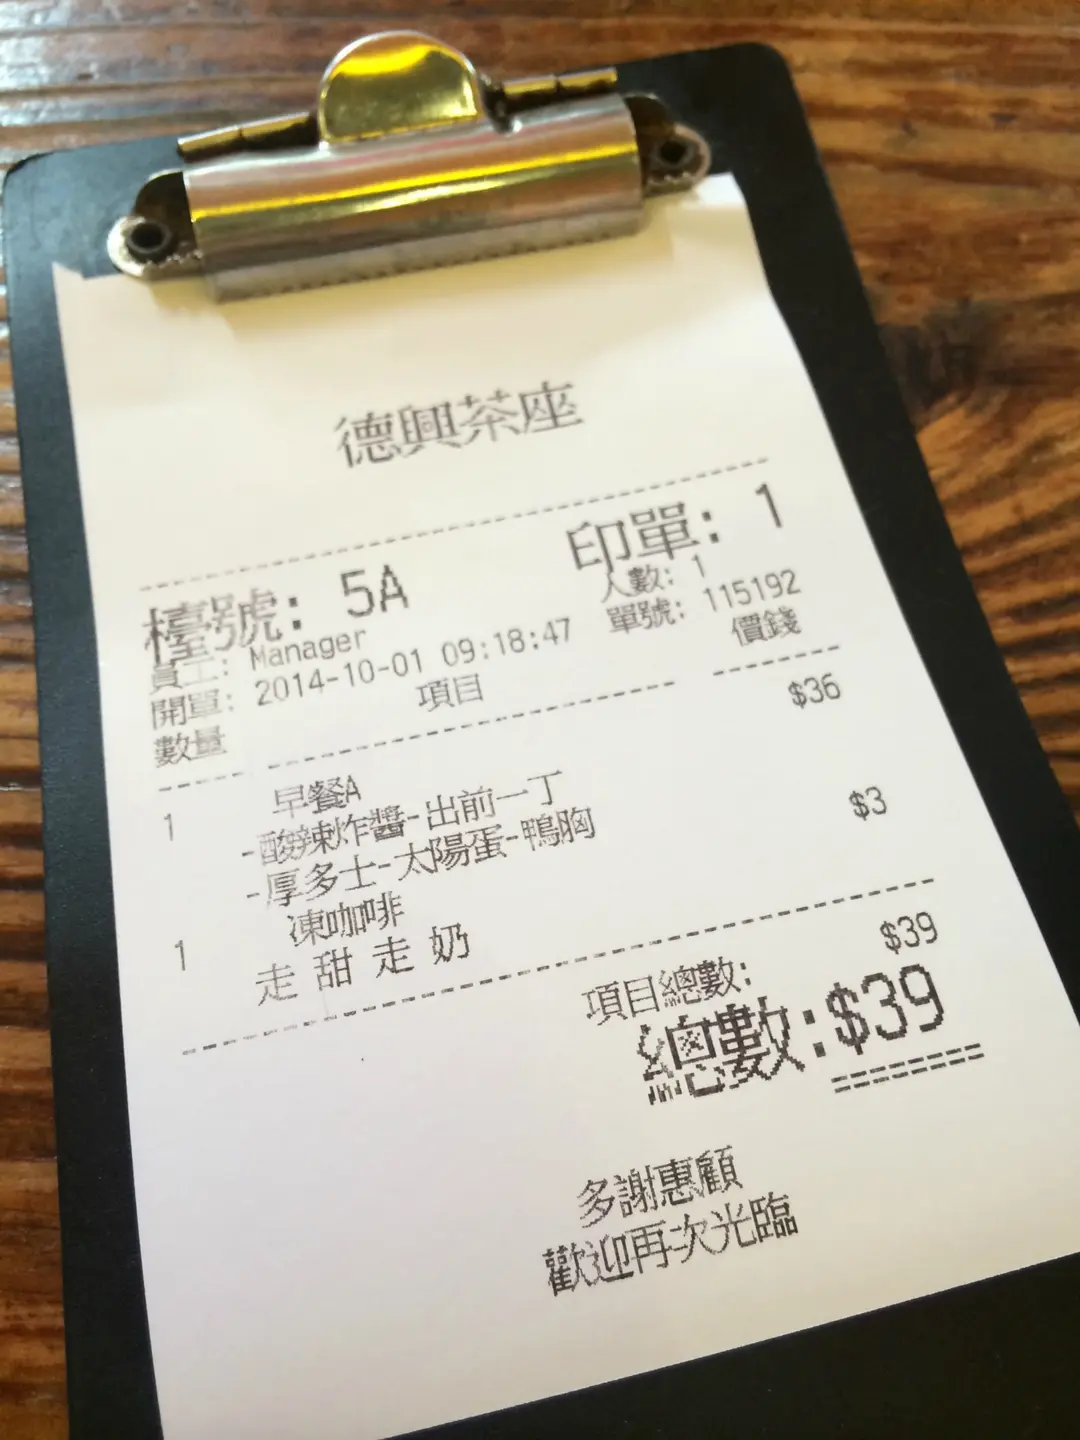 德興茶座
檯號: 5A 印單: 1
員工: Manager 人數: 1
開單: 2014-10-01 09:18:47 單號: 115192
數量 項目 價錢
1 早餐A $36
-酸辣炸醬-出前一丁
-厚多士-太陽蛋-鴨胸
1 凍咖啡 $3
走 甜 走 奶
項目總數: $39
總數:$39
多謝惠顧
歡迎再次光臨